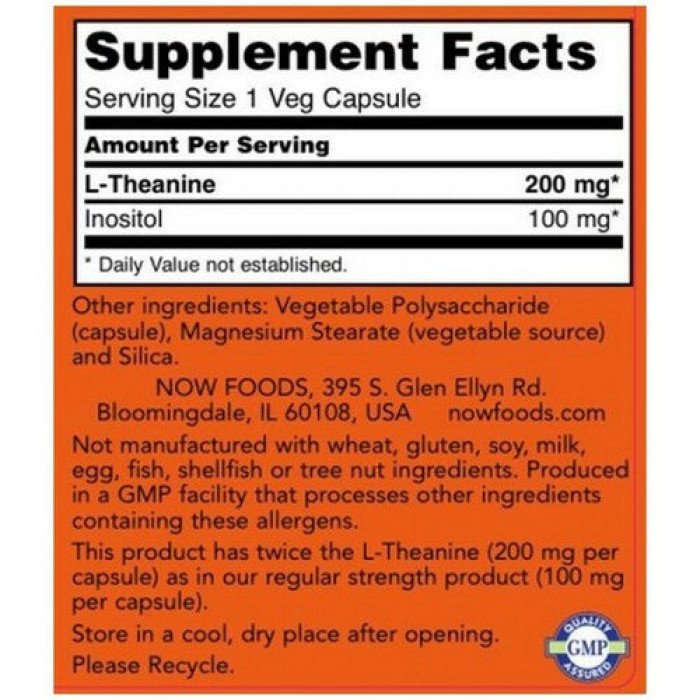 Supplement Facts
Serving Size 1 Veg Capsule
Amount Per Serving
L-Theanine 200 mg*
Inositol 100 mg*
* Daily Value not established.
Other ingredients: Vegetable Polysaccharide
(capsule), Magnesium Stearate (vegetable source)
and Silica.
NOW FOODS, 395 S. Glen Ellyn Rd.
Bloomingdale, IL 60108, USA nowfoods.com
Not manufactured with wheat, gluten, soy, milk,
egg, fish, shellfish or tree nut ingredients. Produced
in a GMP facility that processes other ingredients
containing these allergens.
This product has twice the L-Theanine (200 mg per
capsule) as in our regular strength product (100 mg
per capsule).
Store in a cool, dry place after opening.
Please Recycle.
QUALITY
GMP
ASSURED